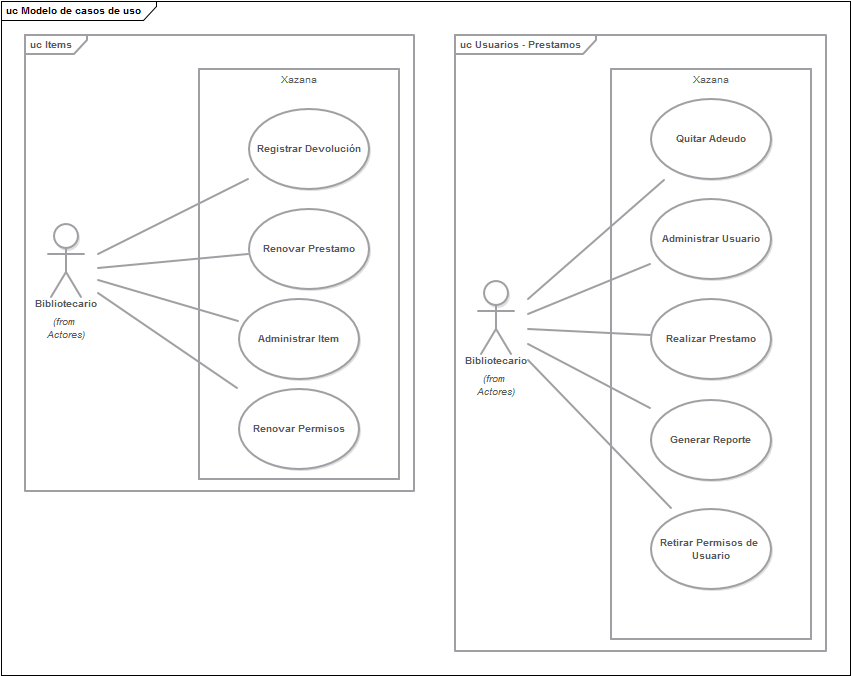 uc Modelo de casos de uso
uc Items
Xazana
Registrar Devolución
Renovar Prestamo
Administrar Item
Renovar Permisos
Bibliotecario
(from
Actores)
uc Usuarios - Prestamos
Xazana
Quitar Adeudo
Administrar Usuario
Realizar Prestamo
Generar Reporte
Retirar Permisos de
Usuario
Bibliotecario
(from
Actores)